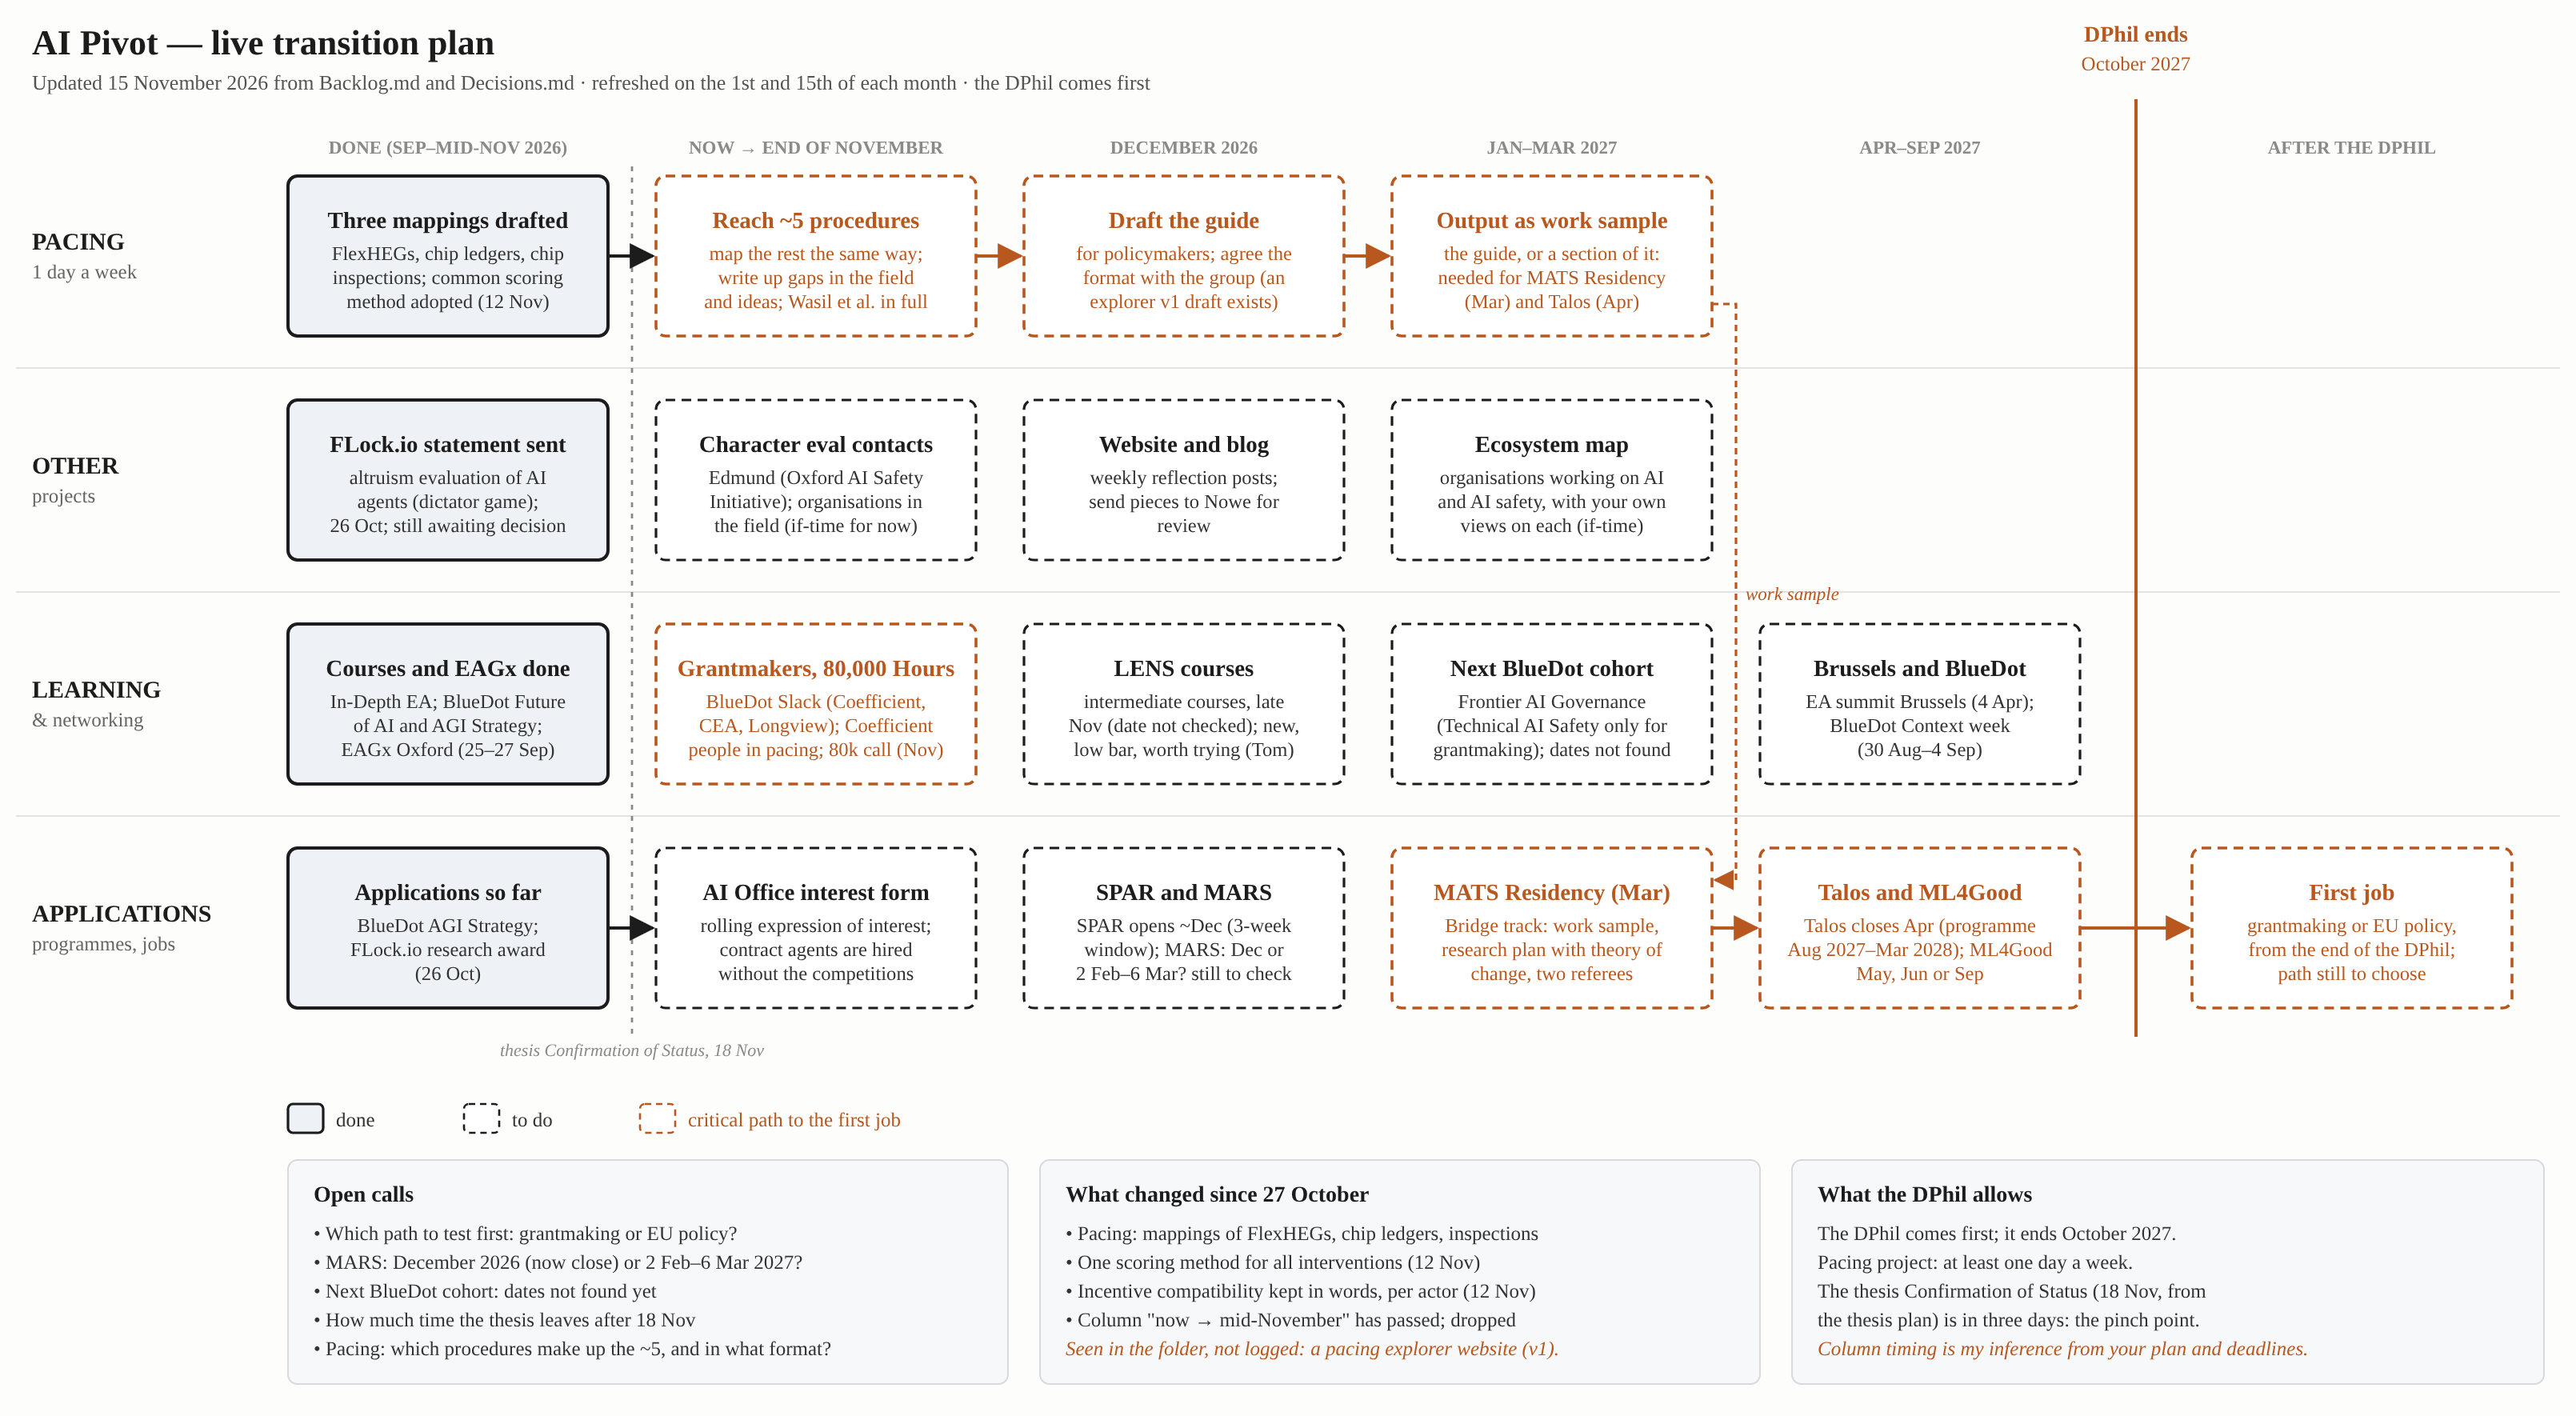 AI Pivot — live transition plan
Updated 15 November 2026 from Backlog.md and Decisions.md · refreshed on the 1st and 15th of each month · the DPhil comes first
DPhil ends
October 2027
DONE (SEP–MID-NOV 2026)
NOW → END OF NOVEMBER
DECEMBER 2026
JAN–MAR 2027
APR–SEP 2027
AFTER THE DPHIL
PACING
1 day a week
Three mappings drafted
FlexHEGs, chip ledgers, chip
inspections; common scoring
method adopted (12 Nov)
Reach ~5 procedures
map the rest the same way;
write up gaps in the field
and ideas; Wasil et al. in full
Draft the guide
for policymakers; agree the
format with the group (an
explorer v1 draft exists)
Output as work sample
the guide, or a section of it:
needed for MATS Residency
(Mar) and Talos (Apr)
OTHER
projects
FLock.io statement sent
altruism evaluation of AI
agents (dictator game);
26 Oct; still awaiting decision
Character eval contacts
Edmund (Oxford AI Safety
Initiative); organisations in
the field (if-time for now)
Website and blog
weekly reflection posts;
send pieces to Nowe for
review
Ecosystem map
organisations working on AI
and AI safety, with your own
views on each (if-time)
work sample
LEARNING
& networking
Courses and EAGx done
In-Depth EA; BlueDot Future
of AI and AGI Strategy;
EAGx Oxford (25–27 Sep)
Grantmakers, 80,000 Hours
BlueDot Slack (Coefficient,
CEA, Longview); Coefficient
people in pacing; 80k call (Nov)
LENS courses
intermediate courses, late
Nov (date not checked); new,
low bar, worth trying (Tom)
Next BlueDot cohort
Frontier AI Governance
(Technical AI Safety only for
grantmaking); dates not found
Brussels and BlueDot
EA summit Brussels (4 Apr);
BlueDot Context week
(30 Aug–4 Sep)
APPLICATIONS
programmes, jobs
Applications so far
BlueDot AGI Strategy;
FLock.io research award
(26 Oct)
AI Office interest form
rolling expression of interest;
contract agents are hired
without the competitions
SPAR and MARS
SPAR opens ~Dec (3-week
window); MARS: Dec or
2 Feb–6 Mar? still to check
MATS Residency (Mar)
Bridge track: work sample,
research plan with theory of
change, two referees
Talos and ML4Good
Talos closes Apr (programme
Aug 2027–Mar 2028); ML4Good
May, Jun or Sep
First job
grantmaking or EU policy,
from the end of the DPhil;
path still to choose
thesis Confirmation of Status, 18 Nov
done
to do
critical path to the first job
Open calls
• Which path to test first: grantmaking or EU policy?
• MARS: December 2026 (now close) or 2 Feb–6 Mar 2027?
• Next BlueDot cohort: dates not found yet
• How much time the thesis leaves after 18 Nov
• Pacing: which procedures make up the ~5, and in what format?
What changed since 27 October
• Pacing: mappings of FlexHEGs, chip ledgers, inspections
• One scoring method for all interventions (12 Nov)
• Incentive compatibility kept in words, per actor (12 Nov)
• Column "now → mid-November" has passed; dropped
Seen in the folder, not logged: a pacing explorer website (v1).
What the DPhil allows
The DPhil comes first; it ends October 2027.
Pacing project: at least one day a week.
The thesis Confirmation of Status (18 Nov, from
the thesis plan) is in three days: the pinch point.
Column timing is my inference from your plan and deadlines.